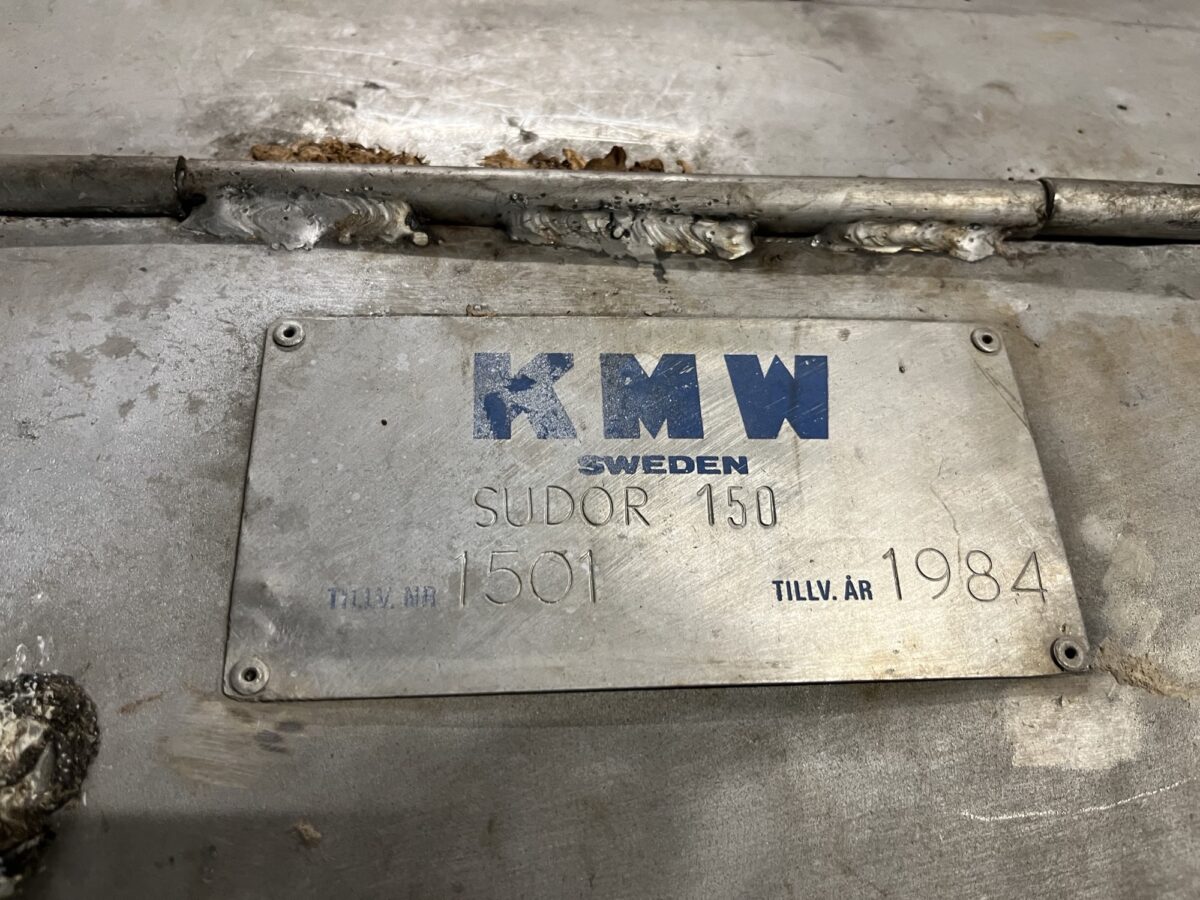 KMW
SWEDEN
SUDOR 150
TILLV. NR 1501 TILLV. ÅR 1984